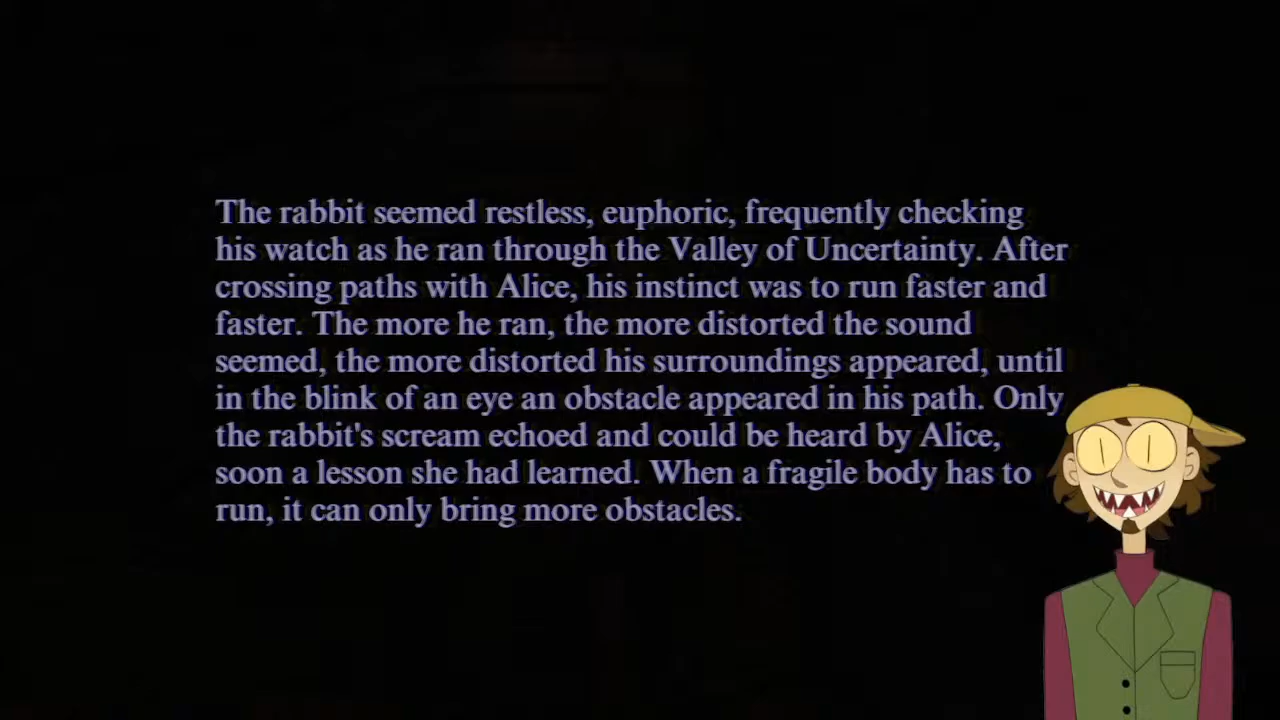 The rabbit seemed restless, euphoric, frequently checking
his watch as he ran through the Valley of Uncertainty. After
crossing paths with Alice, his instinct was to run faster and
faster. The more he ran, the more distorted the sound
seemed, the more distorted his surroundings appeared, until
in the blink of an eye an obstacle appeared in his path. Only
the rabbit's scream echoed and could be heard by Alice,
soon a lesson she had learned. When a fragile body has to
run, it can only bring more obstacles.